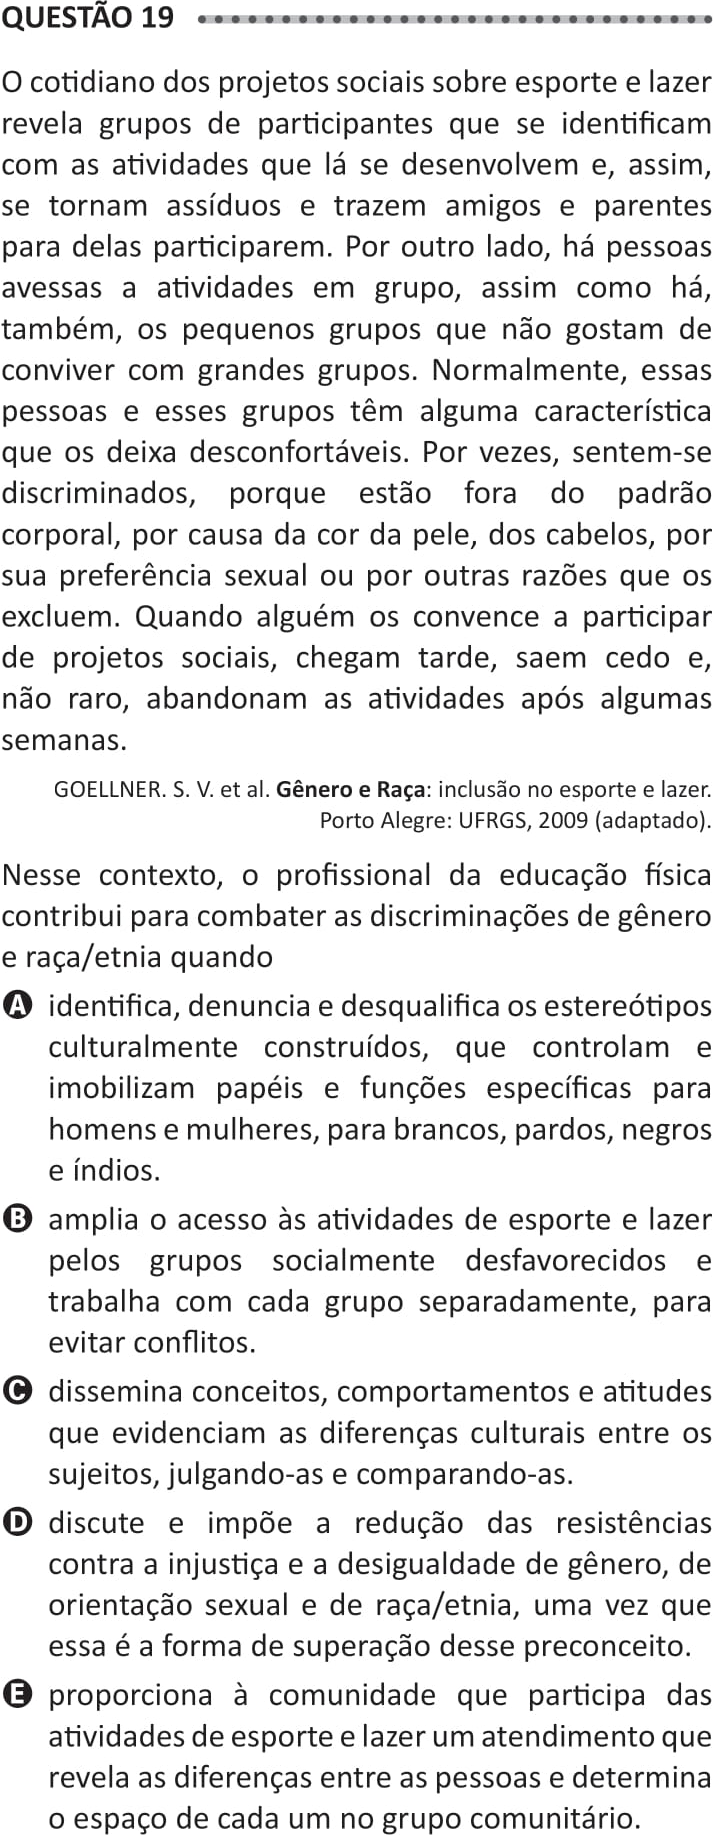 QUESTÃO 19
O cotidiano dos projetos sociais sobre esporte e lazer
revela grupos de participantes que se identificam
com as atividades que lá se desenvolvem e, assim,
se tornam assíduos e trazem amigos e parentes
para delas participarem. Por outro lado, há pessoas
avessas a atividades em grupo, assim como há,
também, os pequenos grupos que não gostam de
conviver com grandes grupos. Normalmente, essas
pessoas e esses grupos têm alguma característica
que os deixa desconfortáveis. Por vezes, sentem-se
discriminados, porque estão fora do padrão
corporal, por causa da cor da pele, dos cabelos, por
sua preferência sexual ou por outras razões que os
excluem. Quando alguém os convence a participar
de projetos sociais, chegam tarde, saem cedo e,
não raro, abandonam as atividades após algumas
semanas.
GOELLNER. S. V. et al. Gênero e Raça: inclusão no esporte e lazer.
Porto Alegre: UFRGS, 2009 (adaptado).
Nesse contexto, o profissional da educação física
contribui para combater as discriminações de gênero
e raça/etnia quando
A identifica, denuncia e desqualifica os estereótipos
culturalmente construídos, que controlam e
imobilizam papéis e funções específicas para
homens e mulheres, para brancos, pardos, negros
e índios.
B amplia o acesso às atividades de esporte e lazer
pelos grupos socialmente desfavorecidos e
trabalha com cada grupo separadamente, para
evitar conflitos.
C dissemina conceitos, comportamentos e atitudes
que evidenciam as diferenças culturais entre os
sujeitos, julgando-as e comparando-as.
D discute e impõe a redução das resistências
contra a injustiça e a desigualdade de gênero, de
orientação sexual e de raça/etnia, uma vez que
essa é a forma de superação desse preconceito.
E proporciona à comunidade que participa das
atividades de esporte e lazer um atendimento que
revela as diferenças entre as pessoas e determina
o espaço de cada um no grupo comunitário.